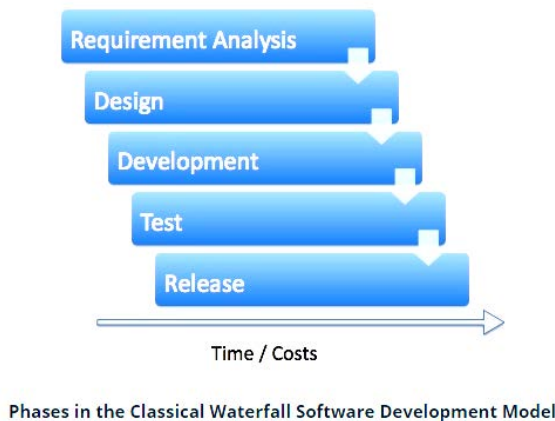 Requirement Analysis
Design
Development
Test
Release
Time / Costs
Phases in the Classical Waterfall Software Development Model